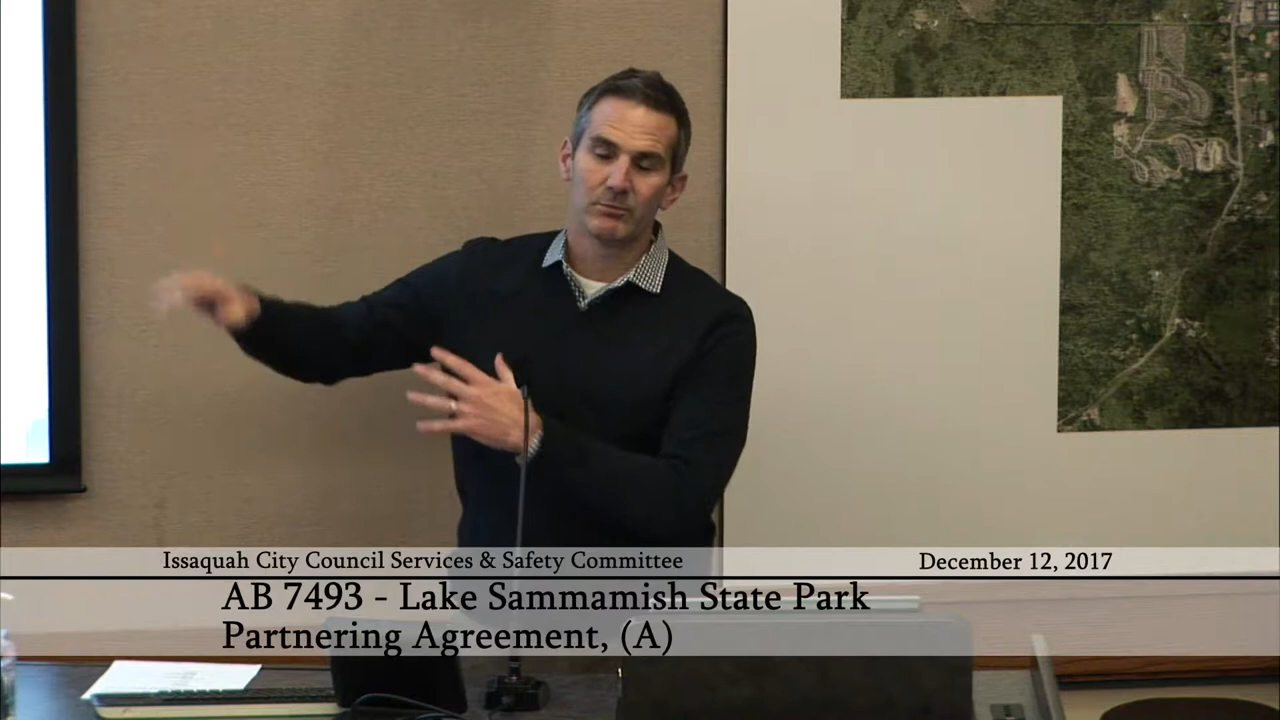 Issaquah City Council Services & Safety Committee
December 12, 2017
AB 7493 - Lake Sammamish State Park
Partnering Agreement, (A)